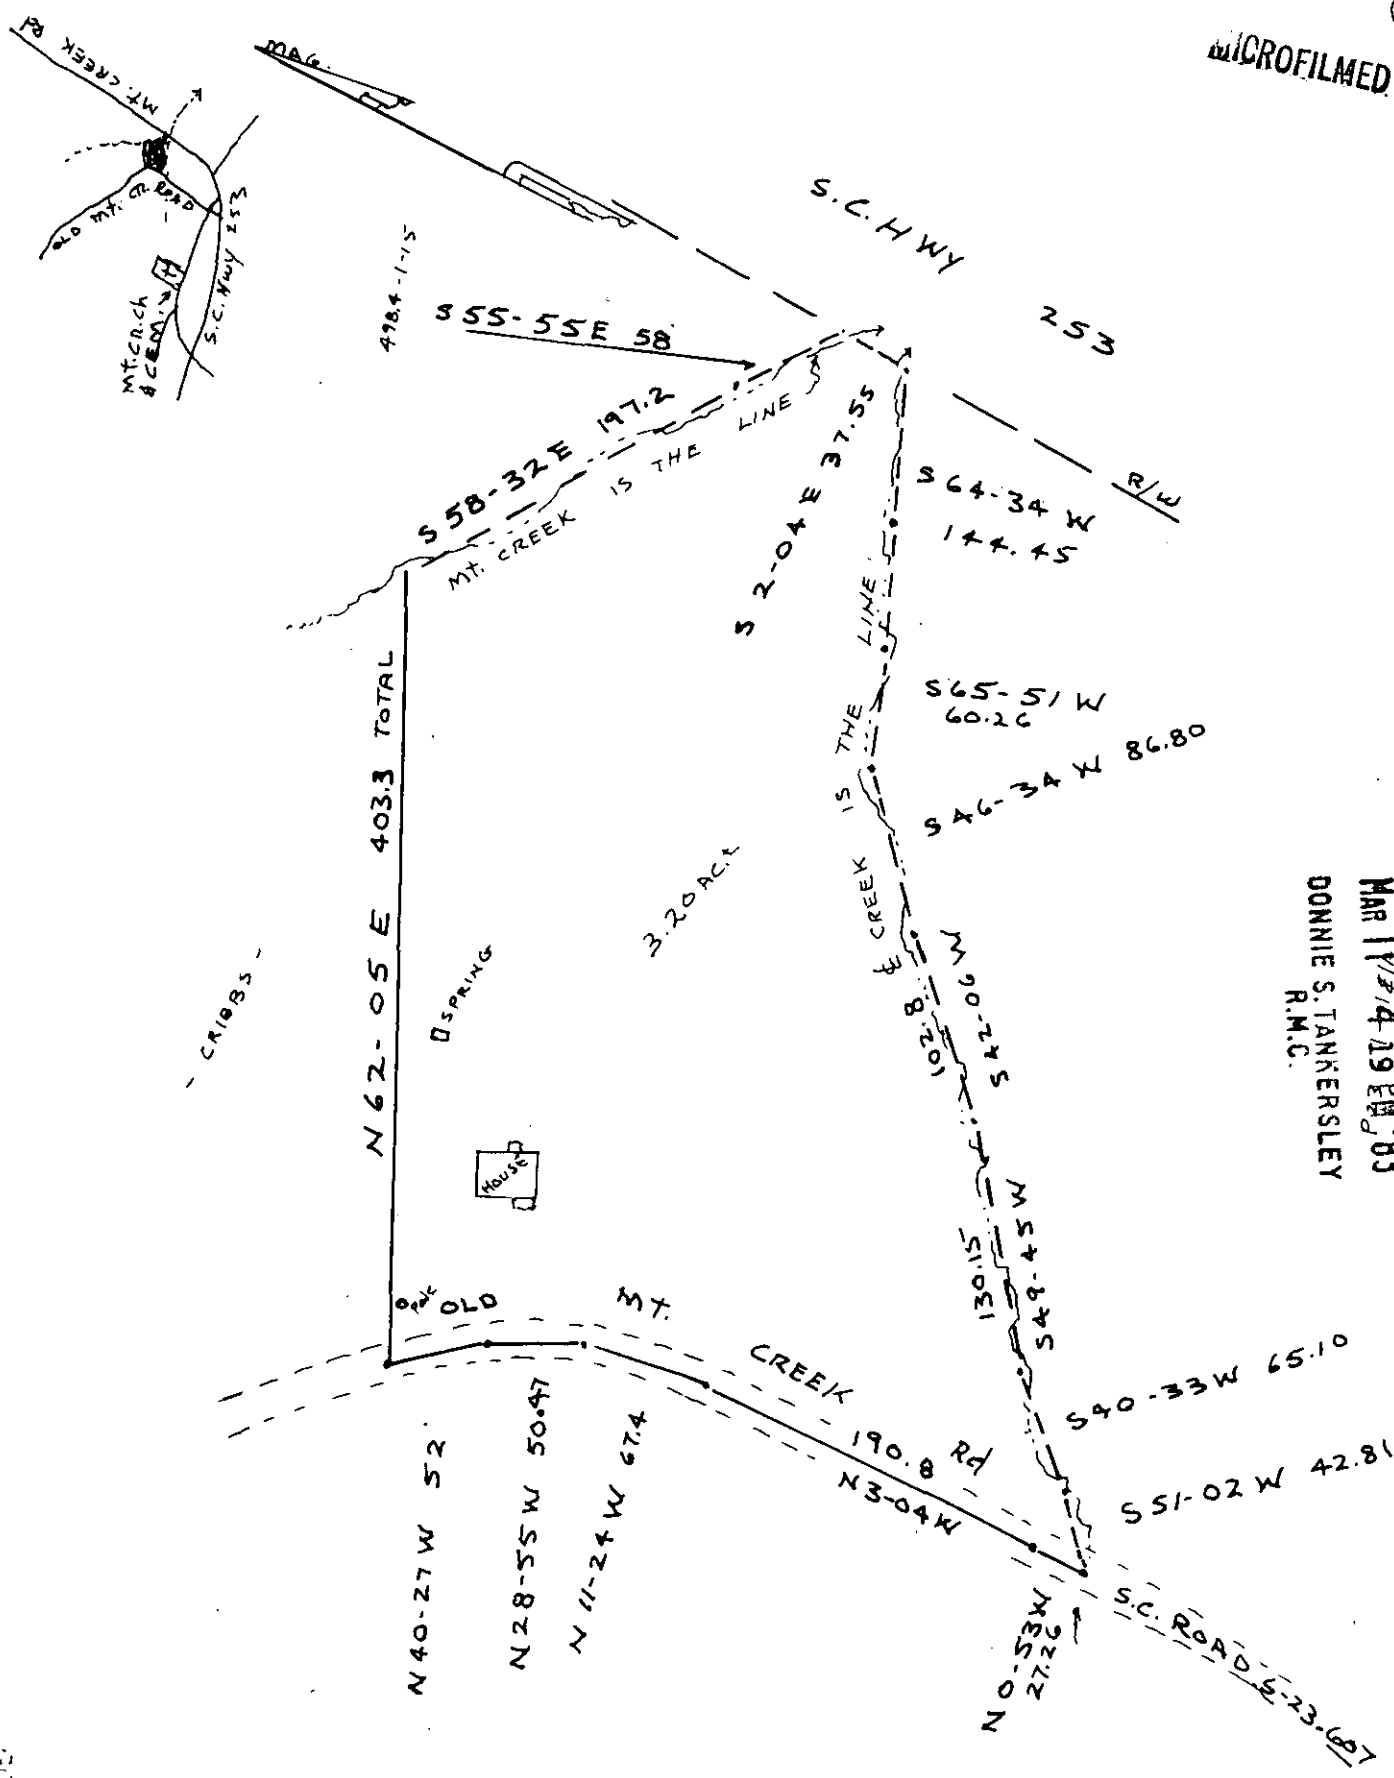 MICROFILMED
MT. CREEK Rd
OLD MT. CR. ROAD
S.C. HWY 253
MT. CR. CH
& CEM.
MAG.
498.4-1-15
S.C. HWY 253
R/W
S 55-55 E 58
S 58-32 E 197.2
MT. CREEK IS THE LINE
S 2-04 E 37.55
S 64-34 W
144.45
S 65-51 W
60.26
S 46-34 W 86.80
℄ CREEK IS THE LINE
S 42-06 W
102.8
S 49-45 W
130.15
S 40-33 W 65.10
S 51-02 W 42.81
N 62-05 E 403.3 TOTAL
- CRIBBS -
SPRING
3.20 AC.±
HOUSE
OLD MT. CREEK Rd
N 40-27 W 52
N 28-55 W 50.47
N 11-24 W 67.4
190.8
N 3-04 W
N 0-53 W
27.26
S.C. ROAD S-23-607
MAR 11
DONNIE S. TANKERSLEY
R.M.C.